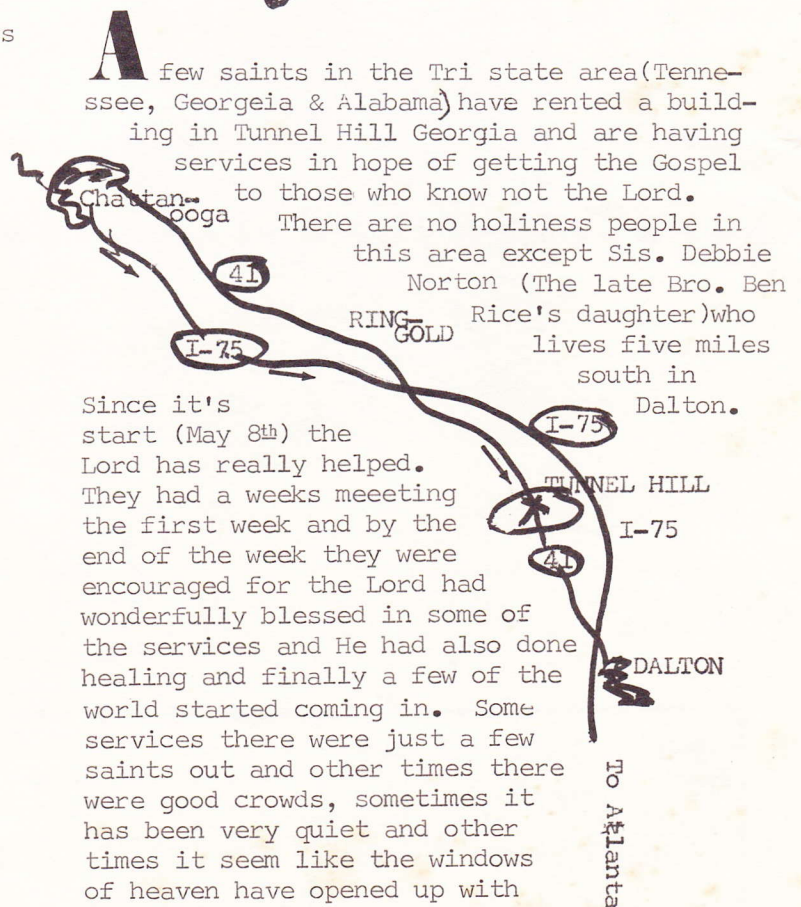 s
A few saints in the Tri state area(Tenne-
ssee, Georgeia & Alabama)have rented a build-
ing in Tunnel Hill Georgia and are having
services in hope of getting the Gospel
to those who know not the Lord.
There are no holiness people in
this area except Sis. Debbie
Norton (The late Bro. Ben
Rice's daughter)who
lives five miles
south in
Dalton.
Chattan-
ooga
41
I-75
RING-
GOLD
I-75
TUNNEL HILL
I-75
41
DALTON
To Atlanta
Since it's
start (May 8th) the
Lord has really helped.
They had a weeks meeeting
the first week and by the
end of the week they were
encouraged for the Lord had
wonderfully blessed in some of
the services and He had also done
healing and finally a few of the
world started coming in.  Some
services there were just a few
saints out and other times there
were good crowds, sometimes it
has been very quiet and other
times it seem like the windows
of heaven have opened up with